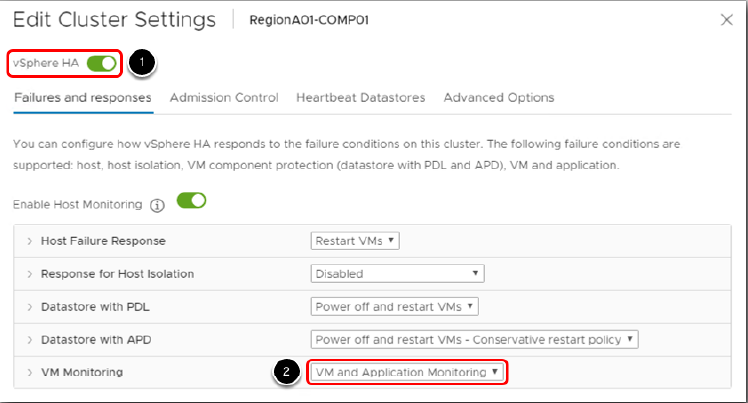 Edit Cluster Settings RegionA01-COMP01
vSphere HA 1
Failures and responses Admission Control Heartbeat Datastores Advanced Options
You can configure how vSphere HA responds to the failure conditions on this cluster. The following failure conditions are
supported: host, host isolation, VM component protection (datastore with PDL and APD), VM and application.
Enable Host Monitoring
Host Failure Response Restart VMs
Response for Host Isolation Disabled
Datastore with PDL Power off and restart VMs
Datastore with APD Power off and restart VMs - Conservative restart policy
VM Monitoring 2 VM and Application Monitoring